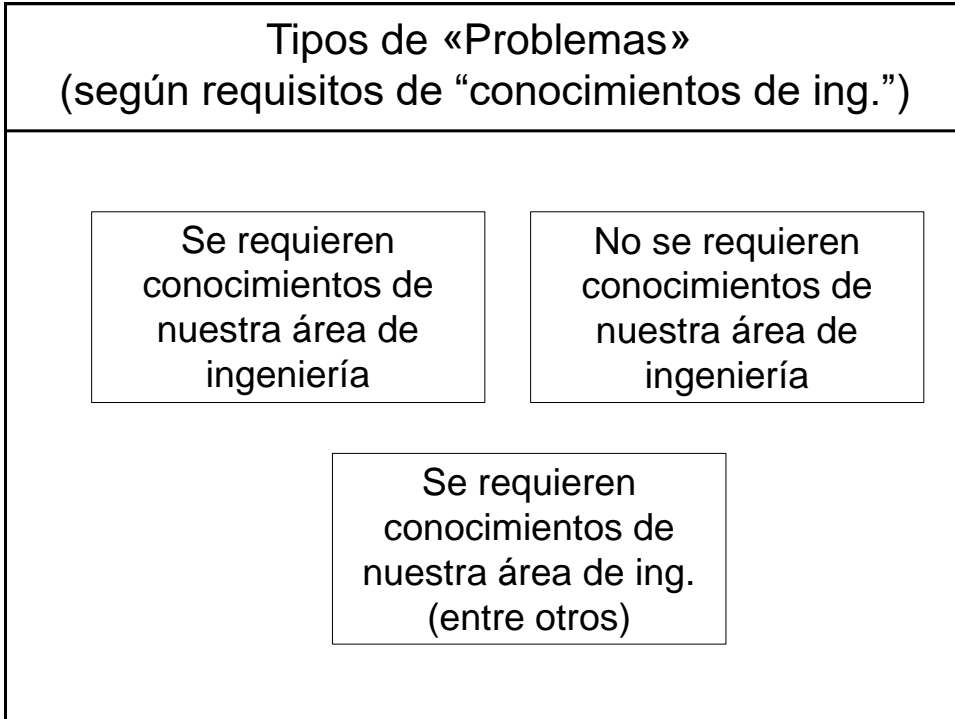 Tipos de «Problemas»
(según requisitos de “conocimientos de ing.”)
Se requieren
conocimientos de
nuestra área de
ingeniería
No se requieren
conocimientos de
nuestra área de
ingeniería
Se requieren
conocimientos de
nuestra área de ing.
(entre otros)